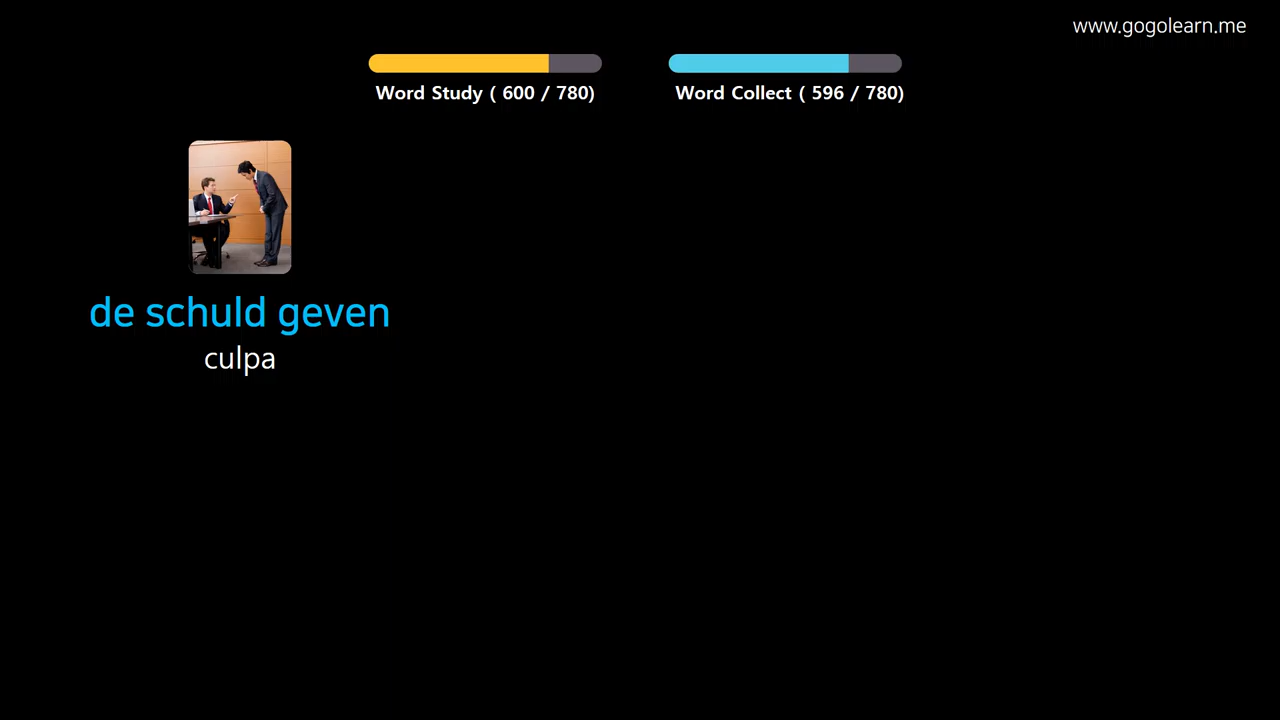 www.gogolearn.me
Word Study ( 600 / 780)
Word Collect ( 596 / 780)
de schuld geven
culpa